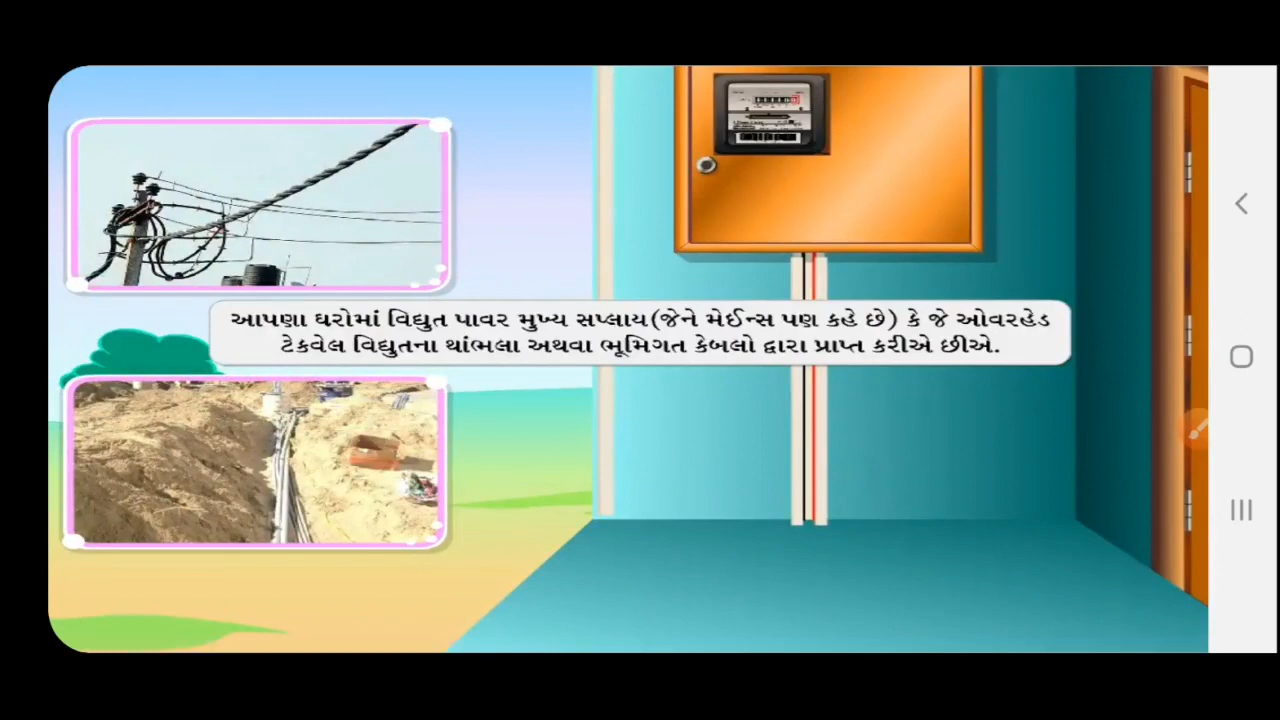 આપણા ઘરોમાં વિદ્યુત પાવર મુખ્ય સપ્લાય(જેને મેઈન્સ પણ કહે છે) કે જે ઓવરહેડ
ટેકવેલ વિદ્યુતના થાંભલા અથવા ભૂમિગત કેબલો દ્વારા પ્રાપ્ત કરીએ છીએ.